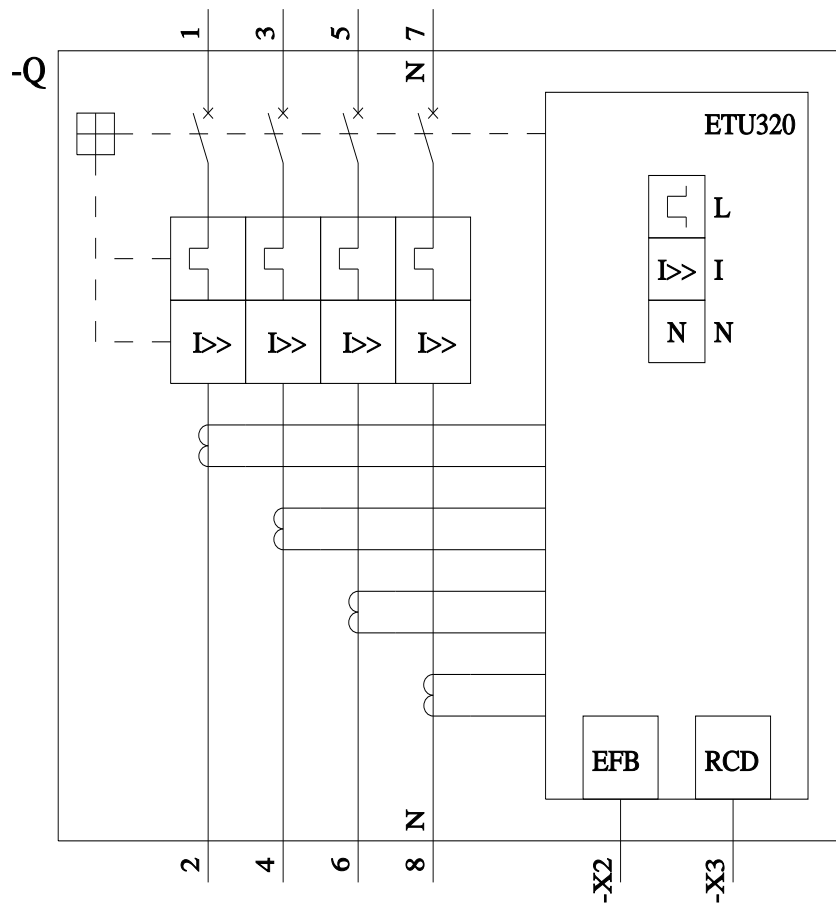 1 3 5 7
-Q
N
ETU320
L
I>> I
N N
I>> I>> I>> I>>
EFB RCD
N
2 4 6 8 -X2 -X3